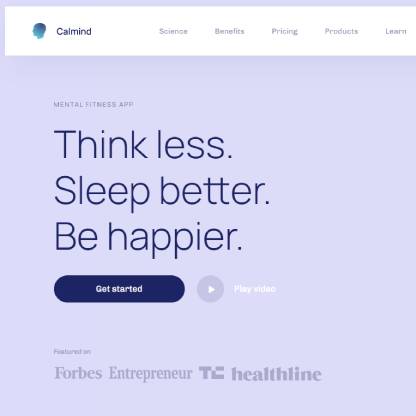 Calmind
Science Benefits Pricing Products Learn
MENTAL FITNESS APP
Think less.
Sleep better.
Be happier.
Get started Play video
Featured on
Forbes Entrepreneur TC healthline